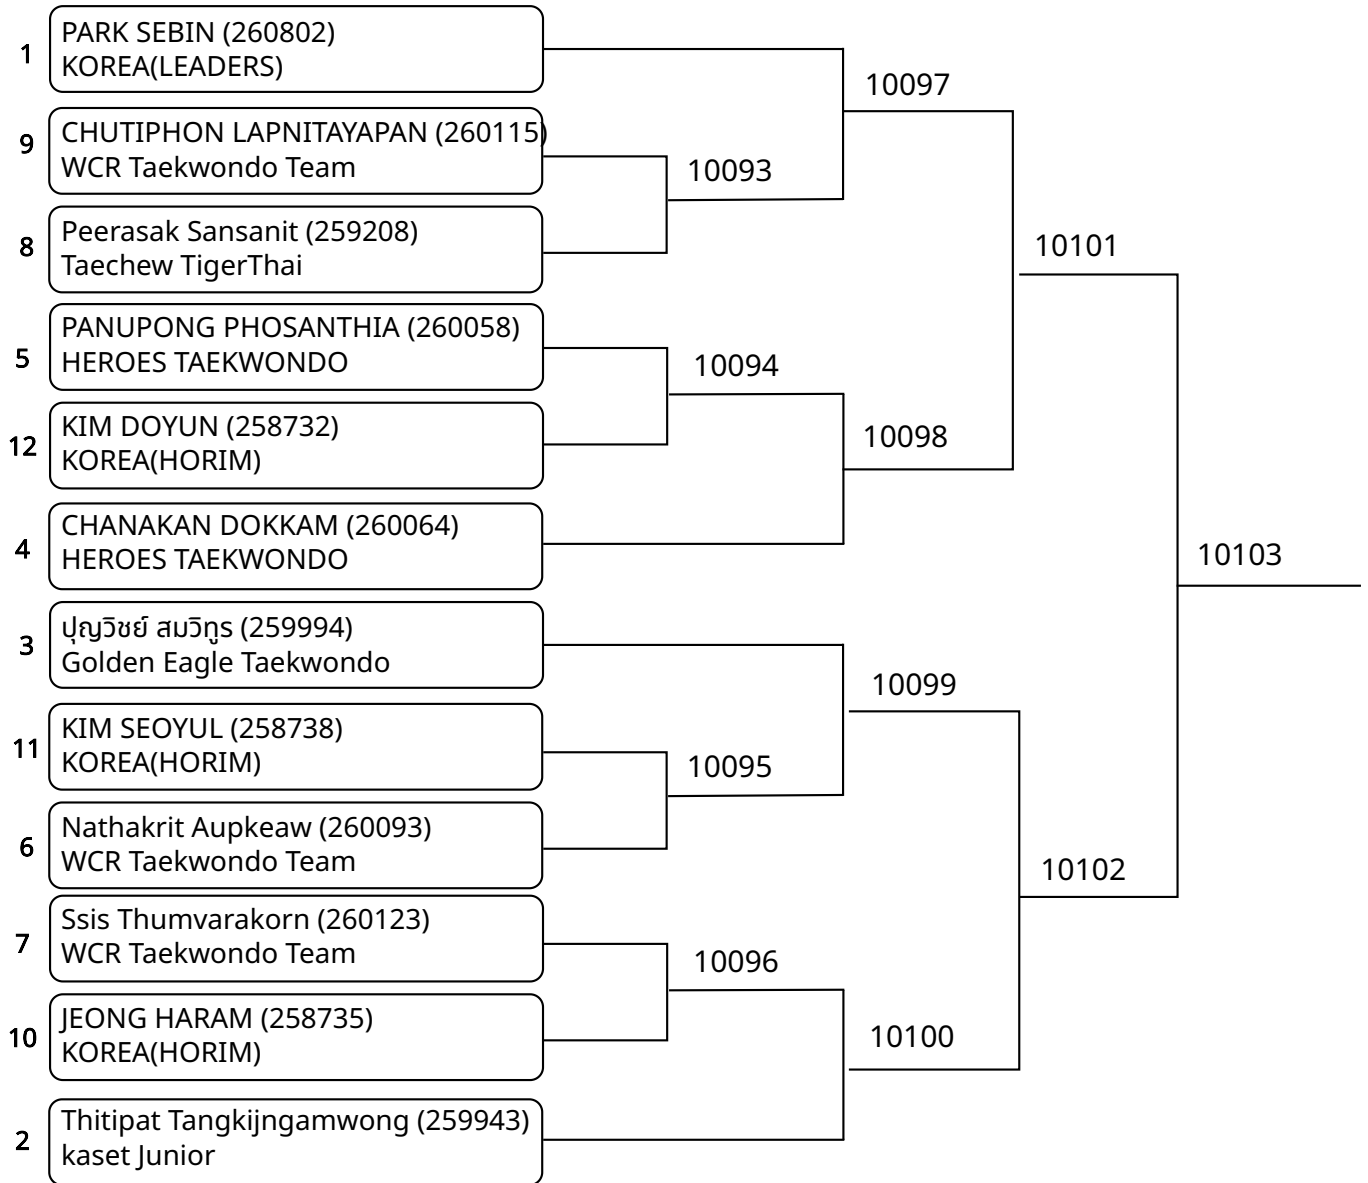 1
PARK SEBIN (260802)
KOREA(LEADERS)
10097
9
CHUTIPHON LAPNITAYAPAN (260115)
WCR Taekwondo Team
10093
8
Peerasak Sansanit (259208)
Taechew TigerThai
10101
5
PANUPONG PHOSANTHIA (260058)
HEROES TAEKWONDO
10094
12
KIM DOYUN (258732)
KOREA(HORIM)
10098
4
CHANAKAN DOKKAM (260064)
HEROES TAEKWONDO
10103
3
ปุญวิชย์ สมวิทูร (259994)
Golden Eagle Taekwondo
10099
11
KIM SEOYUL (258738)
KOREA(HORIM)
10095
6
Nathakrit Aupkeaw (260093)
WCR Taekwondo Team
10102
7
Ssis Thumvarakorn (260123)
WCR Taekwondo Team
10096
10
JEONG HARAM (258735)
KOREA(HORIM)
10100
2
Thitipat Tangkijngamwong (259943)
kaset Junior